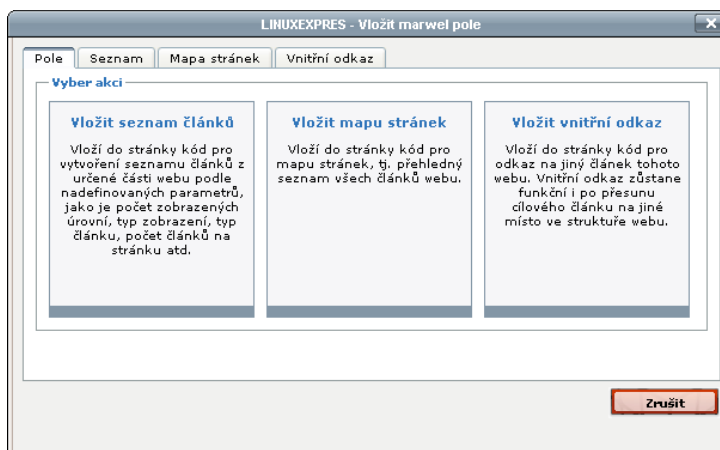 LINUXEXPRES - Vložit marwel pole
Pole Seznam Mapa stránek Vnitřní odkaz
Vyber akci
Vložit seznam článků
Vloží do stránky kód pro
vytvoření seznamu článků z
určené části webu podle
nadefinovaných parametrů,
jako je počet zobrazených
úrovní, typ zobrazení, typ
článku, počet článků na
stránku atd.
Vložit mapu stránek
Vloží do stránky kód pro
mapu stránek, tj. přehledný
seznam všech článků webu.
Vložit vnitřní odkaz
Vloží do stránky kód pro
odkaz na jiný článek tohoto
webu. Vnitřní odkaz zůstane
funkční i po přesunu
cílového článku na jiné
místo ve struktuře webu.
Zrušit